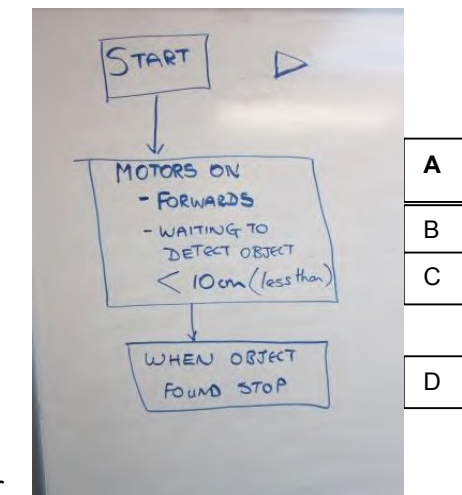 START
MOTORS ON
- FORWARDS
- WAITING TO
DETECT OBJECT
< 10cm (less than)
WHEN OBJECT
FOUND STOP
A
B
C
D